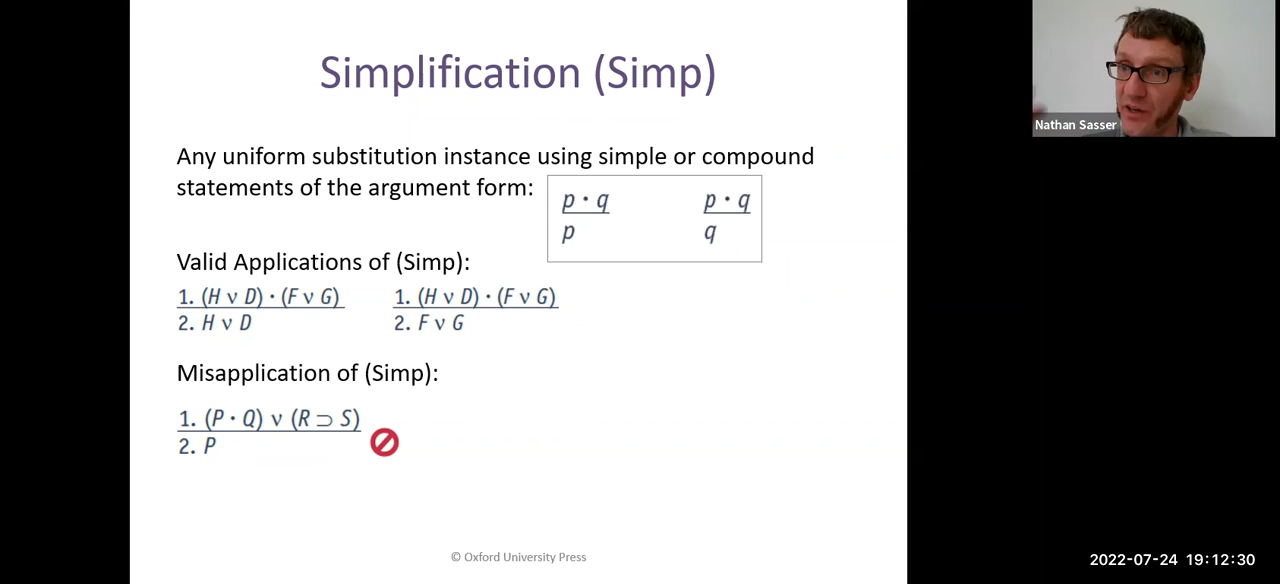 Simplification (Simp)
Nathan Sasser
Any uniform substitution instance using simple or compound
statements of the argument form:
p · q
p
p · q
q
Valid Applications of (Simp):
1. (H v D) · (F v G)
2. H v D
1. (H v D) · (F v G)
2. F v G
Misapplication of (Simp):
1. (P · Q) v (R ⊃ S)
2. P
© Oxford University Press
2022-07-24 19:12:30